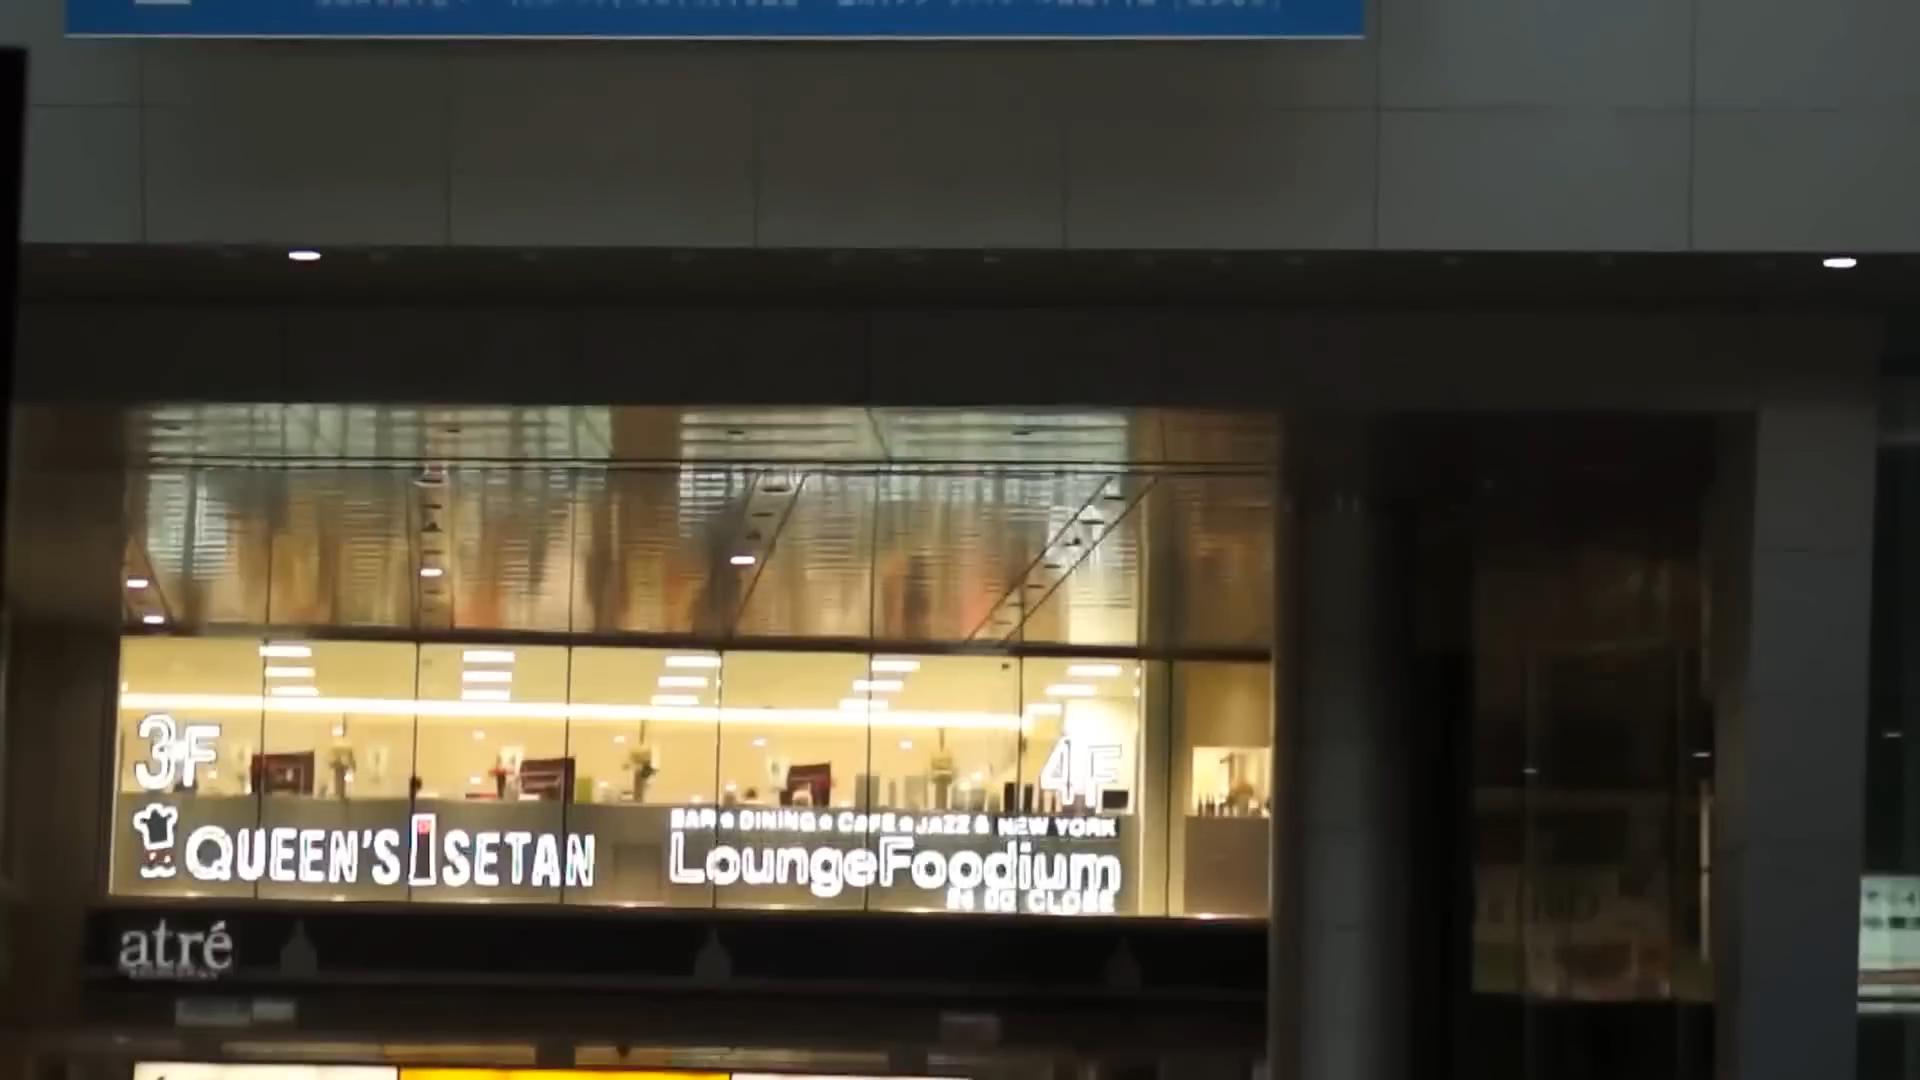 3F
4F
BAR ● DINING ● CAFE ● JAZZ & NEW YORK
QUEEN'S ISETAN
LoungeFoodium
CLOSE
atré